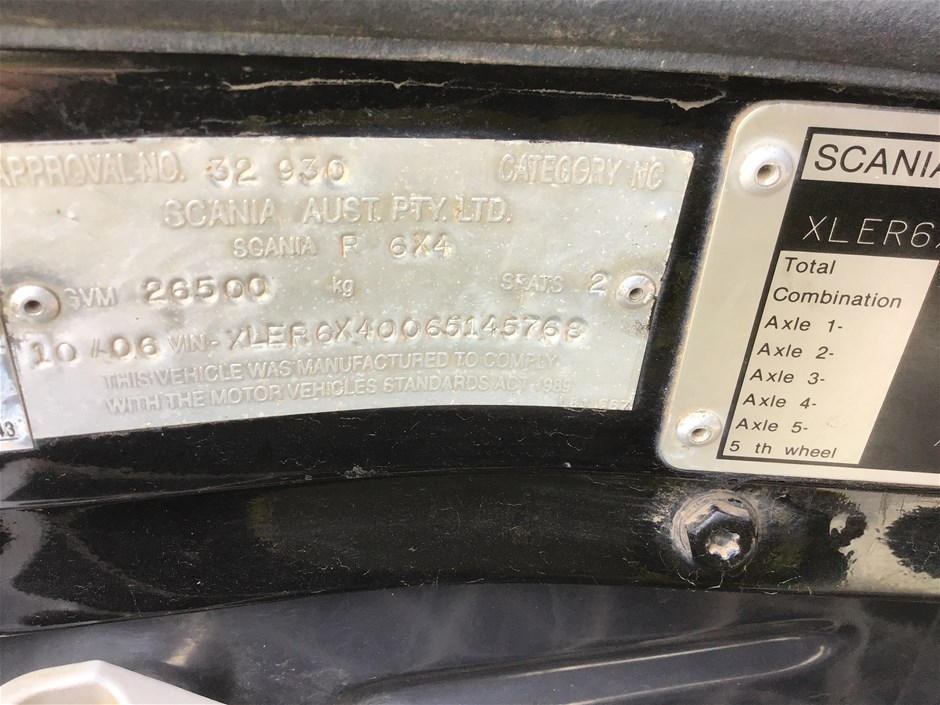 APPROVAL NO. 32 930 CATEGORY NC
SCANIA AUST. PTY. LTD.
SCANIA R 6X4
GVM 26500 kg SEATS 2
10 06 VIN- XLER6X40065145768
THIS VEHICLE WAS MANUFACTURED TO COMPLY
WITH THE MOTOR VEHICLES STANDARDS ACT 1989
43
SCANIA
XLER6
Total
Combination
Axle 1-
Axle 2-
Axle 3-
Axle 4-
Axle 5-
5 th wheel